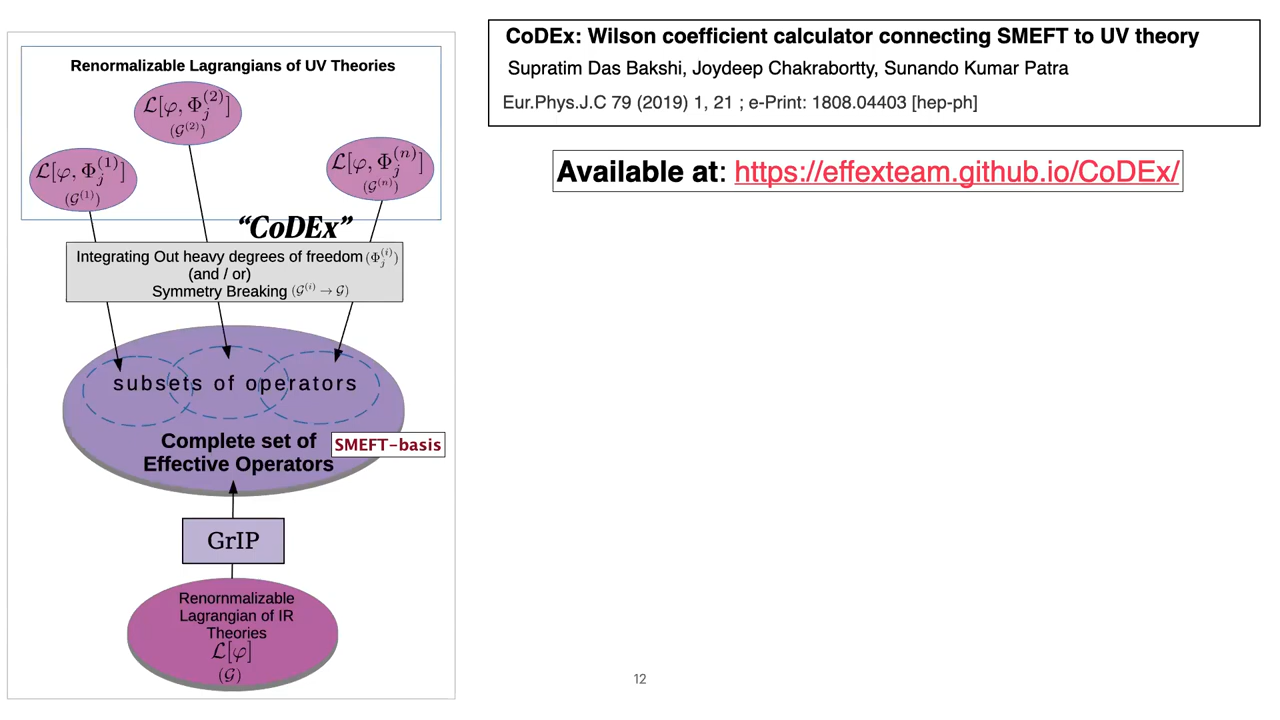 Renormalizable Lagrangians of UV Theories
ℒ[φ, Φ_j^(2)]
(𝒢^(2))
ℒ[φ, Φ_j^(1)]
(𝒢^(1))
ℒ[φ, Φ_j^(n)]
(𝒢^(n))
“CoDEx”
Integrating Out heavy degrees of freedom (Φ_j^(i))
(and / or)
Symmetry Breaking (𝒢^(i) → 𝒢)
subsets of operators
Complete set of
Effective Operators
SMEFT-basis
GrIP
Renornmalizable
Lagrangian of IR
Theories
ℒ[φ]
(𝒢)
CoDEx: Wilson coefficient calculator connecting SMEFT to UV theory
Supratim Das Bakshi, Joydeep Chakrabortty, Sunando Kumar Patra
Eur.Phys.J.C 79 (2019) 1, 21 ; e-Print: 1808.04403 [hep-ph]
Available at: https://effexteam.github.io/CoDEx/
12